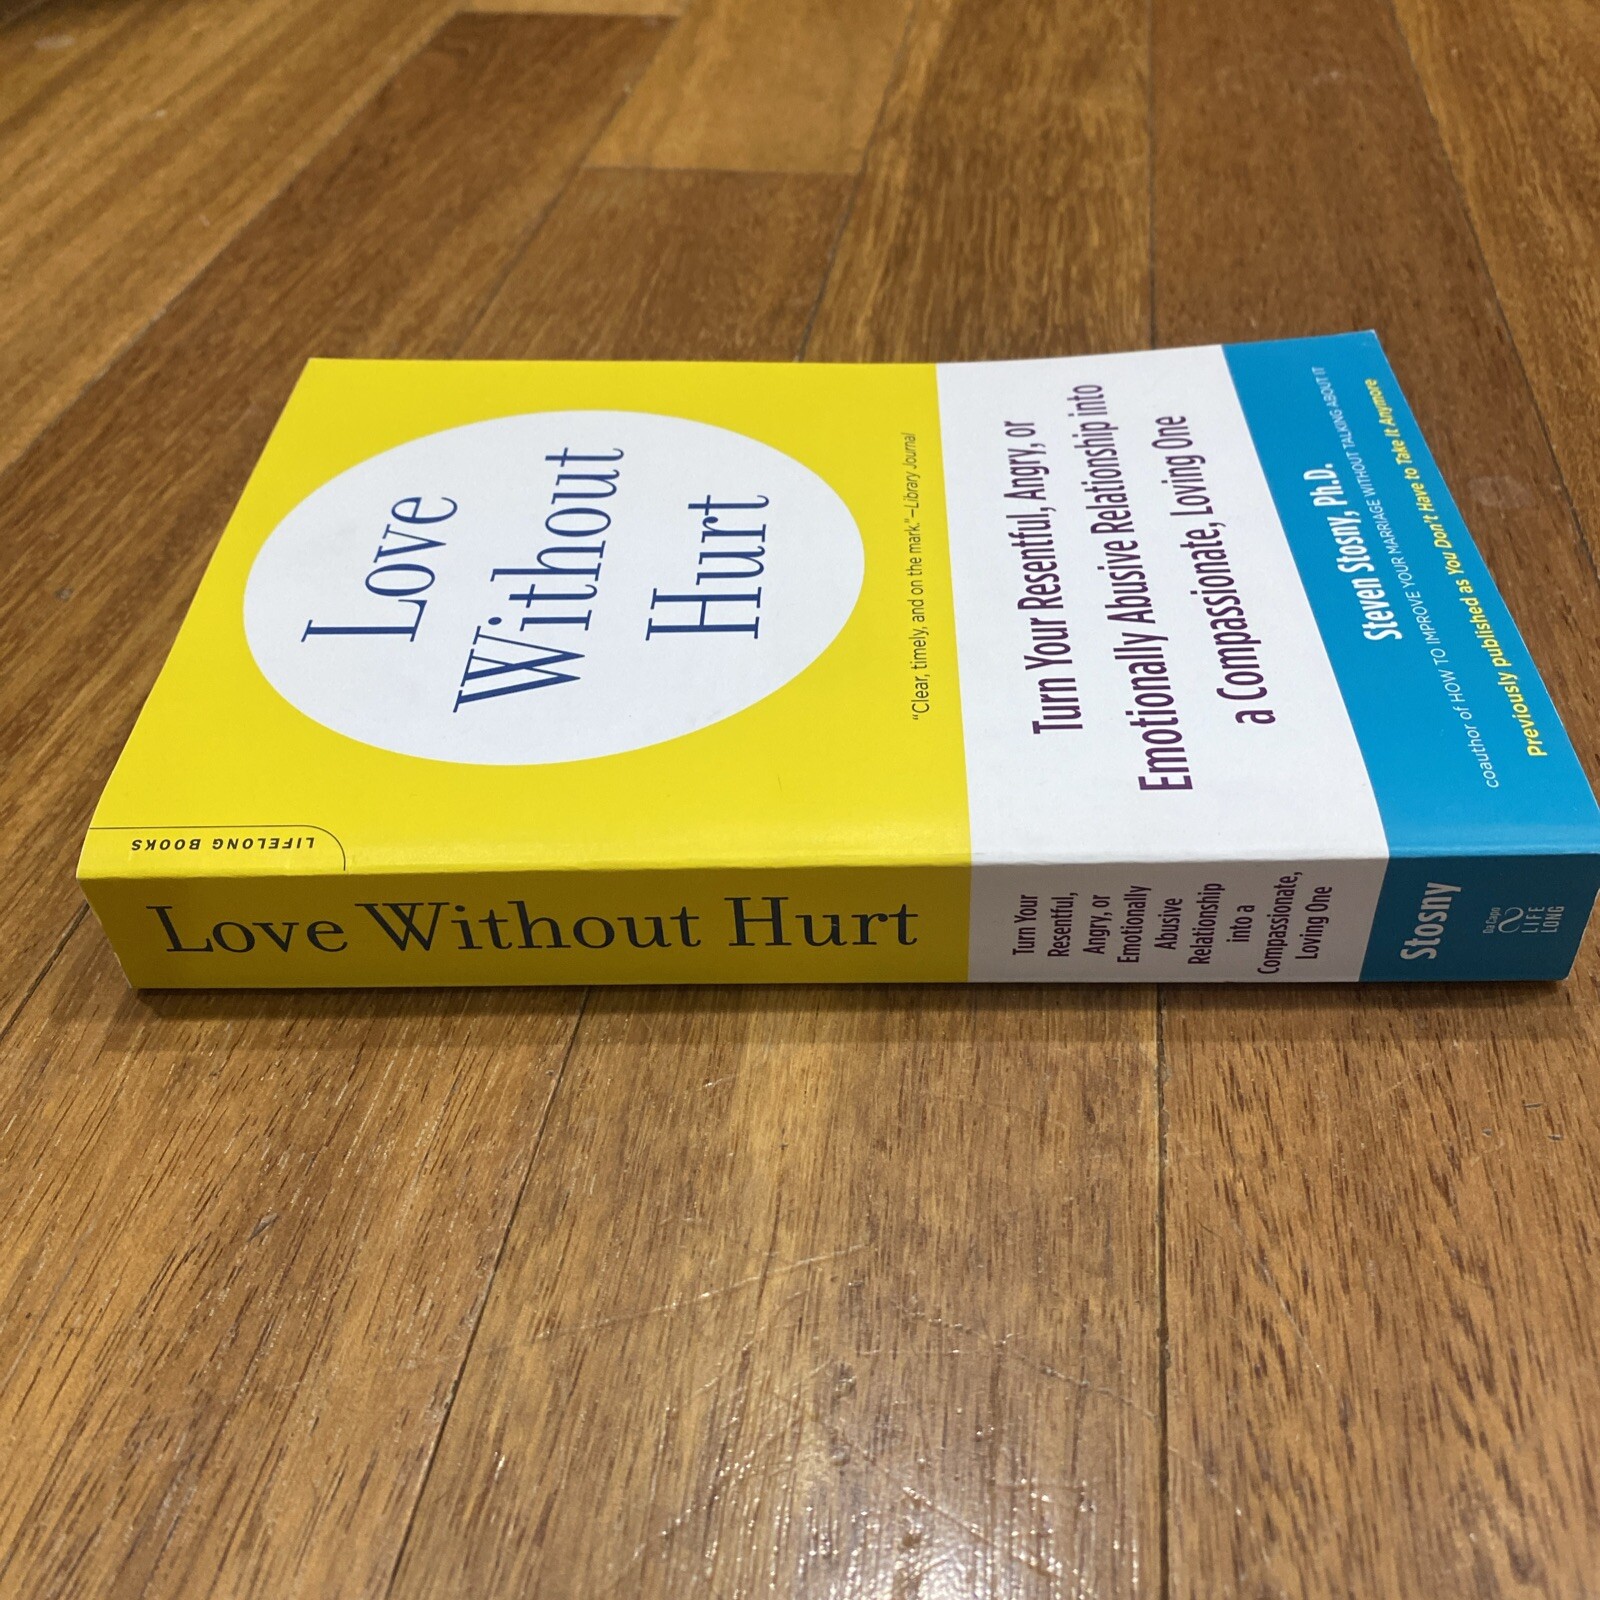 Love
Without
Hurt
"Clear, timely, and on the mark."—Library Journal
Turn Your Resentful, Angry, or
Emotionally Abusive Relationship into
a Compassionate, Loving One
Steven Stosny, Ph.D.
coauthor of HOW TO IMPROVE YOUR MARRIAGE WITHOUT TALKING ABOUT IT
Previously published as You Don't Have to Take It Anymore
LIFELONG BOOKS
Love Without Hurt
Turn Your
Resentful,
Angry, or
Emotionally
Abusive
Relationship
into a
Compassionate,
Loving One
Stosny
Da Capo
LIFE
LONG